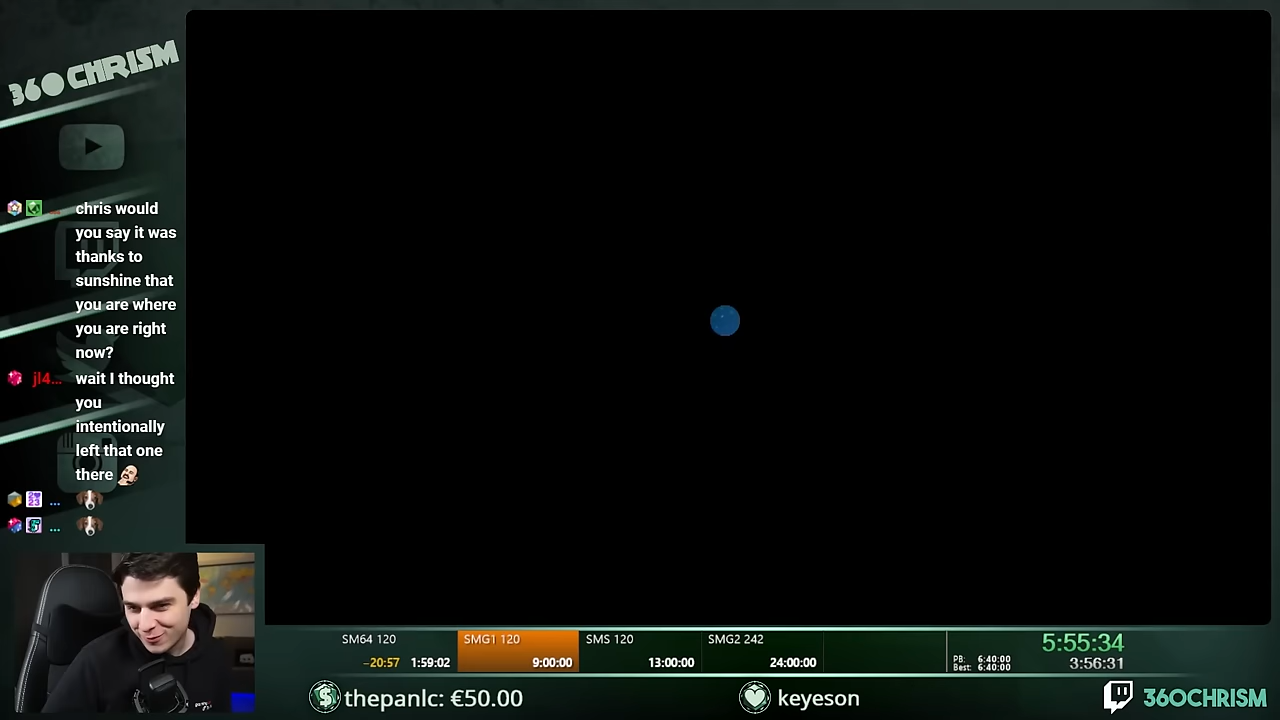 360 CHRISM
chris would
you say it was
thanks to
sunshine that
you are where
you are right
now?
jl4... wait I thought
you
intentionally
left that one
there
...
...
SM64 120
-20:57 1:59:02
SMG1 120
9:00:00
SMS 120
13:00:00
SMG2 242
24:00:00
PB: 6:40:00
Best: 6:40:00
5:55:34
3:56:31
thepanlc: €50.00
keyeson
360CHRISM